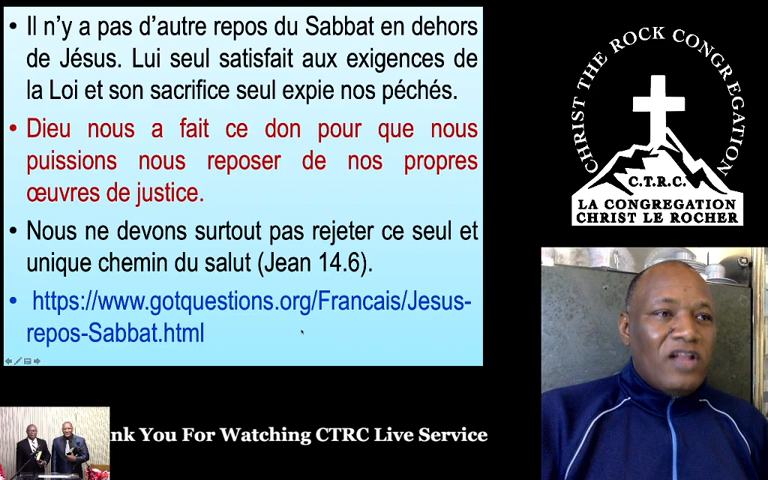 • Il n’y a pas d’autre repos du Sabbat en dehors
de Jésus. Lui seul satisfait aux exigences de
la Loi et son sacrifice seul expie nos péchés.
• Dieu nous a fait ce don pour que nous
puissions nous reposer de nos propres
œuvres de justice.
• Nous ne devons surtout pas rejeter ce seul et
unique chemin du salut (Jean 14.6).
• https://www.gotquestions.org/Francais/Jesus-
repos-Sabbat.html
CHRIST THE ROCK CONGREGATION
C.T.R.C.
LA CONGREGATION
CHRIST LE ROCHER
nk You For Watching CTRC Live Service